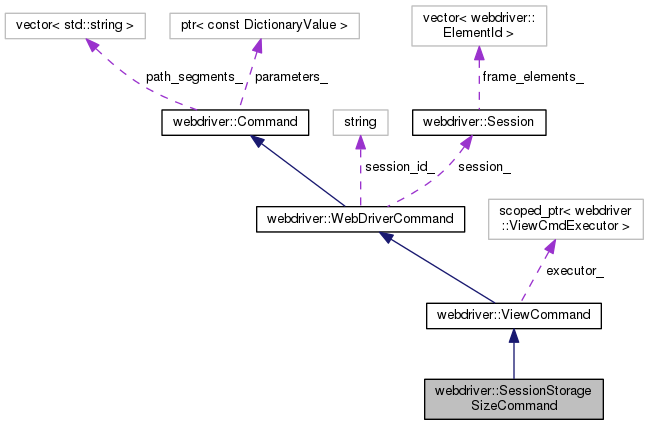 vector< std::string >
ptr< const DictionaryValue >
vector< webdriver::
ElementId >
path_segments_
parameters_
frame_elements_
webdriver::Command
string
webdriver::Session
session_id_
session_
webdriver::WebDriverCommand
scoped_ptr< webdriver
::ViewCmdExecutor >
executor_
webdriver::ViewCommand
webdriver::SessionStorage
SizeCommand